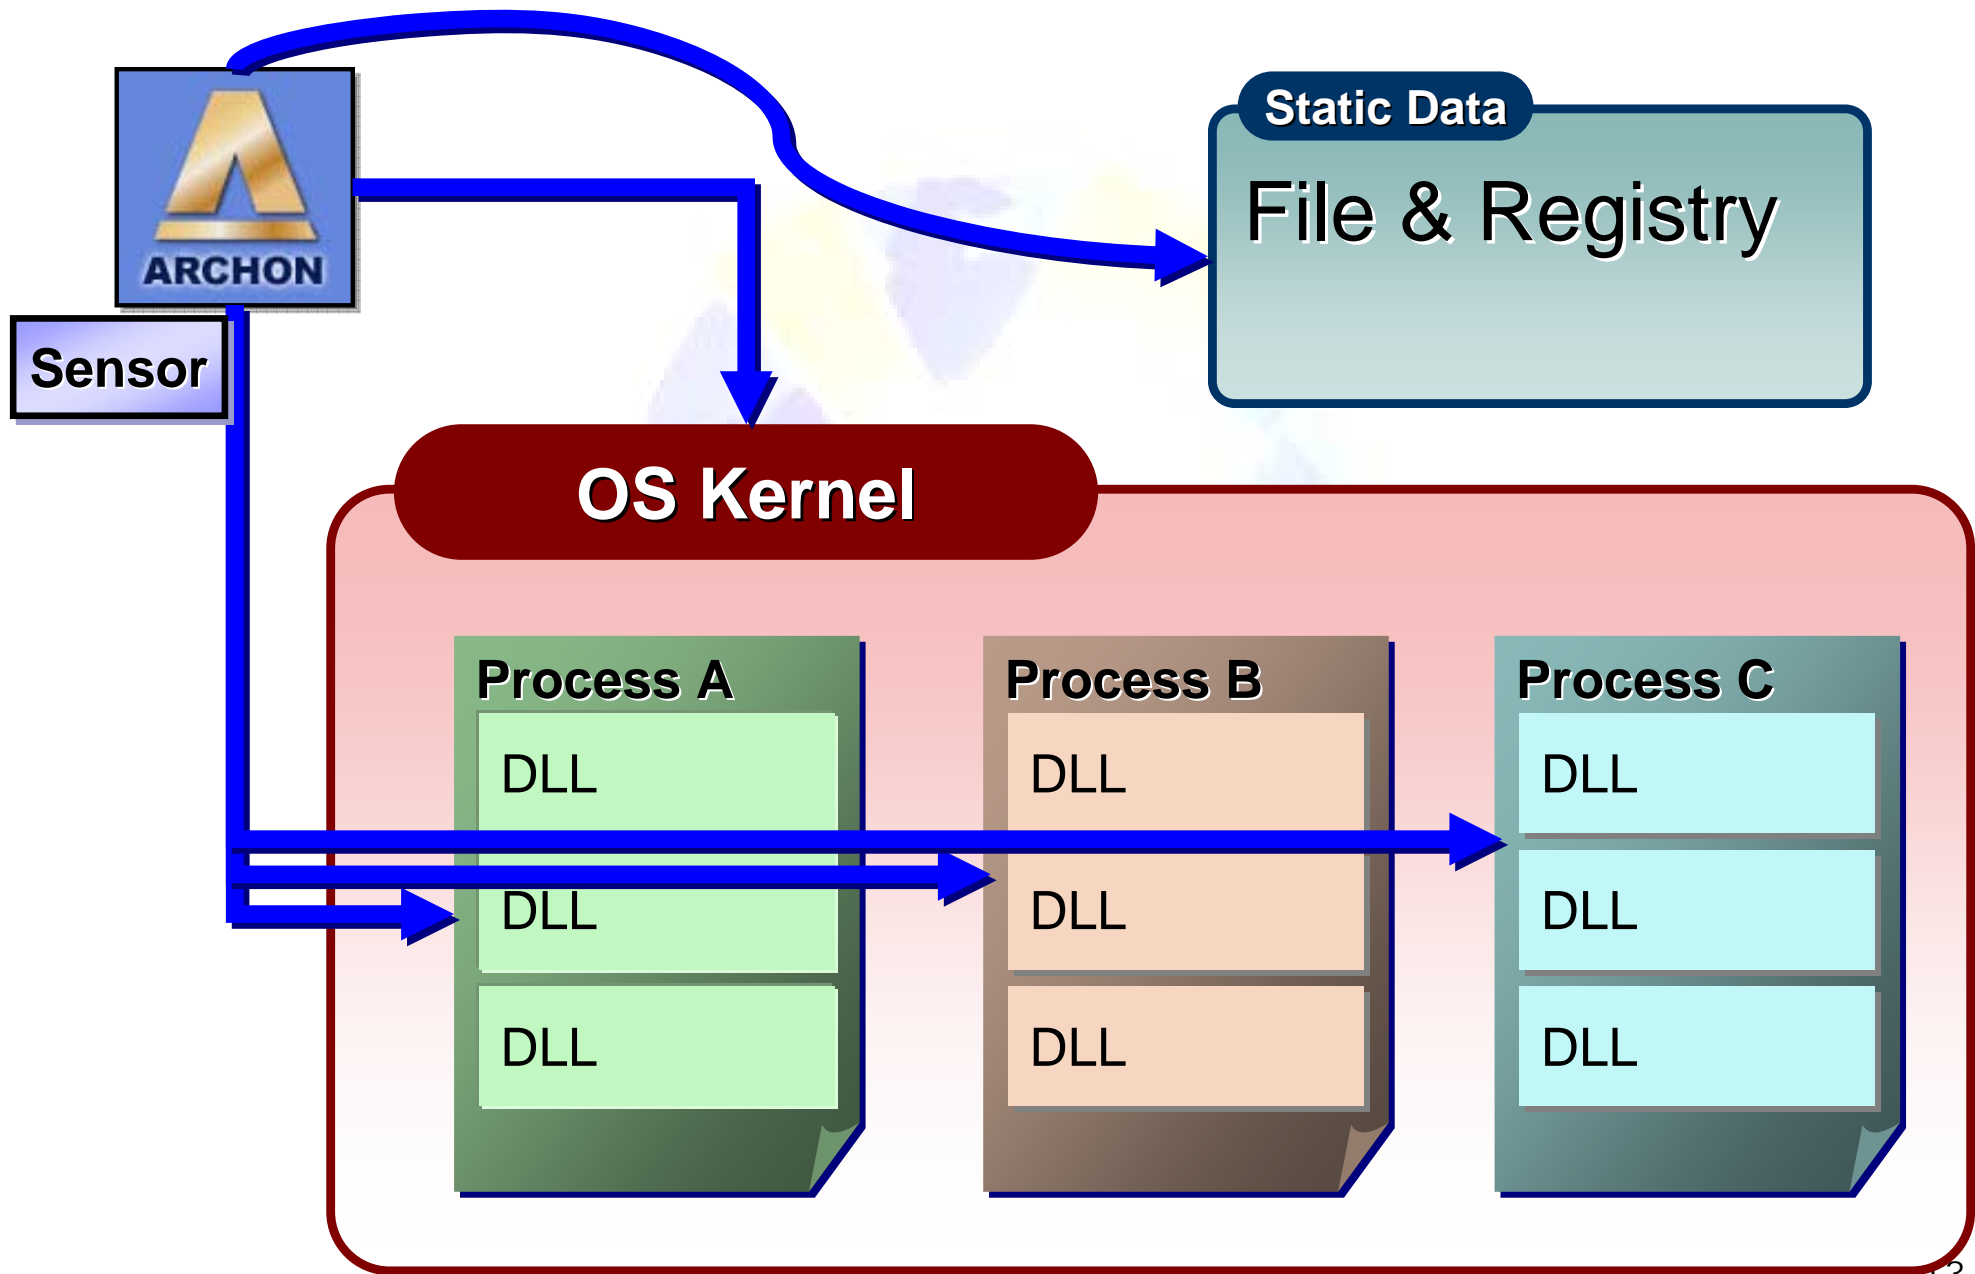 Static Data
File & Registry
ARCHON
Sensor
OS Kernel
Process A
DLL
DLL
DLL
Process B
DLL
DLL
DLL
Process C
DLL
DLL
DLL